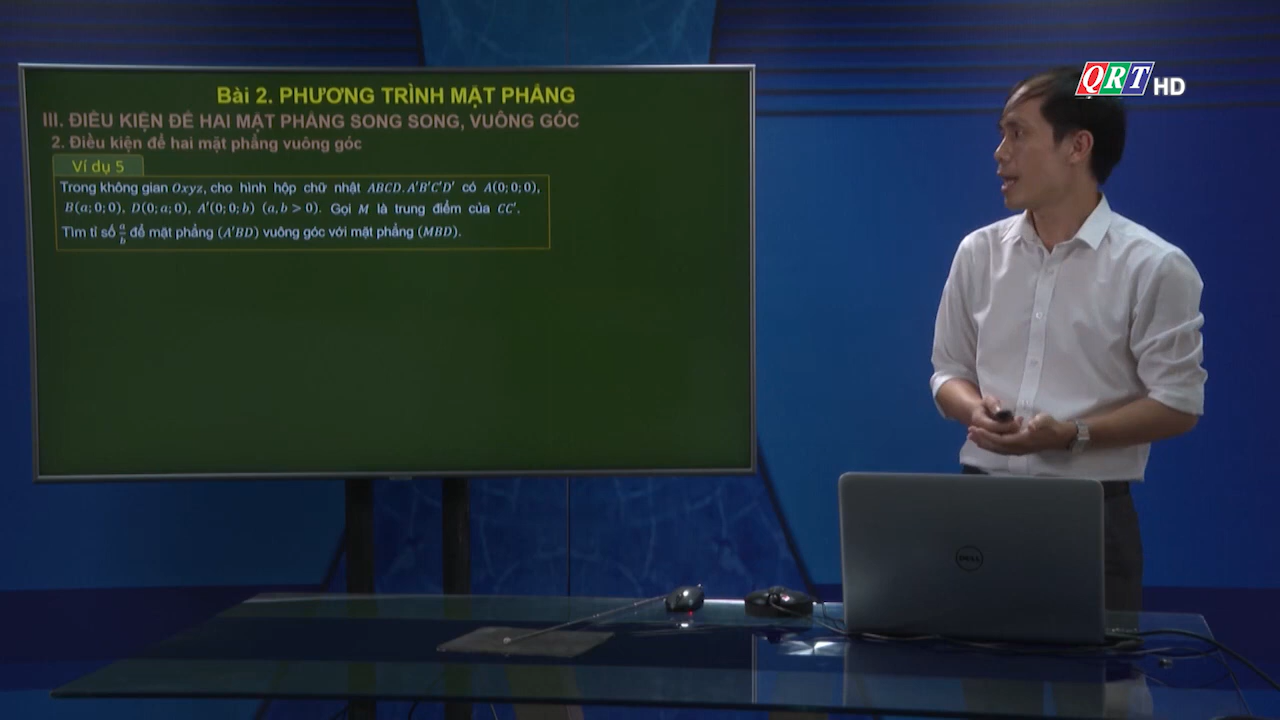 QRT HD
Bài 2. PHƯƠNG TRÌNH MẶT PHẲNG
III. ĐIỀU KIỆN ĐỂ HAI MẶT PHẲNG SONG SONG, VUÔNG GÓC
2. Điều kiện để hai mặt phẳng vuông góc
Ví dụ 5
Trong không gian Oxyz, cho hình hộp chữ nhật ABCD.A'B'C'D' có A(0;0;0),
B(a;0;0), D(0;a;0), A'(0;0;b) (a,b > 0). Gọi M là trung điểm của CC'.
Tìm tỉ số a/b để mặt phẳng (A'BD) vuông góc với mặt phẳng (MBD).
DELL